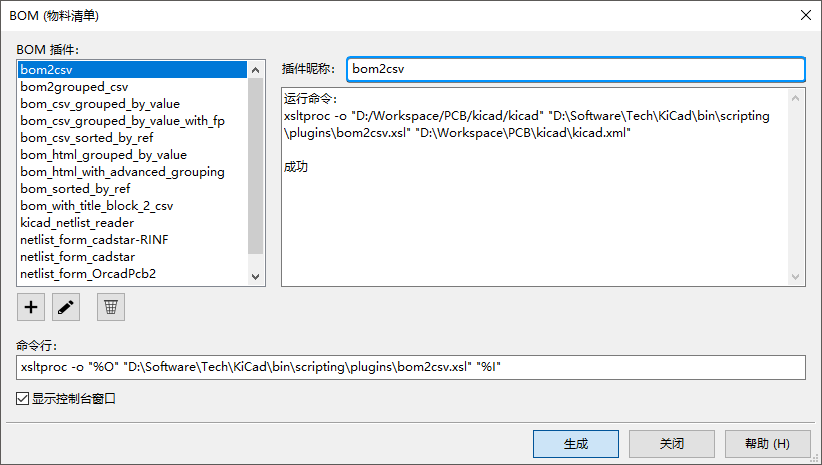 BOM (物料清单)
BOM 插件:
bom2csv
bom2grouped_csv
bom_csv_grouped_by_value
bom_csv_grouped_by_value_with_fp
bom_csv_sorted_by_ref
bom_html_grouped_by_value
bom_html_with_advanced_grouping
bom_sorted_by_ref
bom_with_title_block_2_csv
kicad_netlist_reader
netlist_form_cadstar-RINF
netlist_form_cadstar
netlist_form_OrcadPcb2
插件昵称: bom2csv
运行命令:
xsltproc -o "D:/Workspace/PCB/kicad/kicad" "D:\Software\Tech\KiCad\bin\scripting
\plugins\bom2csv.xsl" "D:\Workspace\PCB\kicad\kicad.xml"
成功
命令行:
xsltproc -o "%O" "D:\Software\Tech\KiCad\bin\scripting\plugins\bom2csv.xsl" "%I"
显示控制台窗口
生成 关闭 帮助 (H)